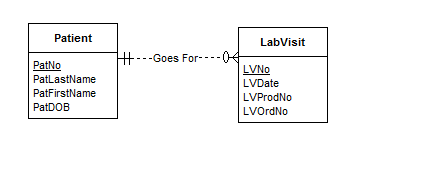 Patient
PatNo
PatLastName
PatFirstName
PatDOB
Goes For
LabVisit
LVNo
LVDate
LVProdNo
LVOrdNo